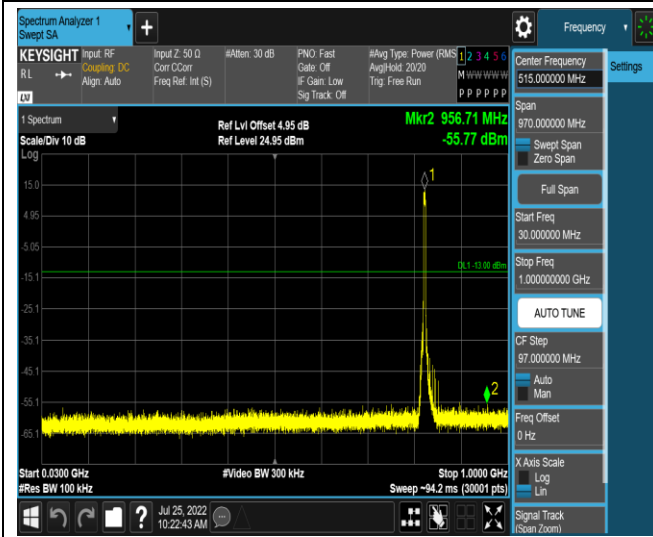 Spectrum Analyzer 1
Swept SA
Frequency
KEYSIGHT
RL
Input: RF
Coupling: DC
Align: Auto
Input Z: 50 Ω
Corr CCorr
Freq Ref: Int (S)
#Atten: 30 dB
PNO: Fast
Gate: Off
IF Gain: Low
Sig Track: Off
#Avg Type: Power (RMS
Avg|Hold: 20/20
Trig: Free Run
1 2 3 4 5 6
M W W W W W
P P P P P P
1 Spectrum
Scale/Div 10 dB
Log
Ref Lvl Offset 4.95 dB
Ref Level 24.95 dBm
Mkr2 956.71 MHz
-55.77 dBm
15.0
4.95
-5.05
-15.1
-25.1
-35.1
-45.1
-55.1
-65.1
1
DL1 -13.00 dBm
2
Start 0.0300 GHz
#Res BW 100 kHz
#Video BW 300 kHz
Stop 1.0000 GHz
Sweep ~94.2 ms (30001 pts)
Jul 25, 2022
10:22:43 AM
Settings
Center Frequency
515.000000 MHz
Span
970.000000 MHz
Swept Span
Zero Span
Full Span
Start Freq
30.000000 MHz
Stop Freq
1.000000000 GHz
AUTO TUNE
CF Step
97.000000 MHz
Auto
Man
Freq Offset
0 Hz
X Axis Scale
Log
Lin
Signal Track
(Span Zoom)